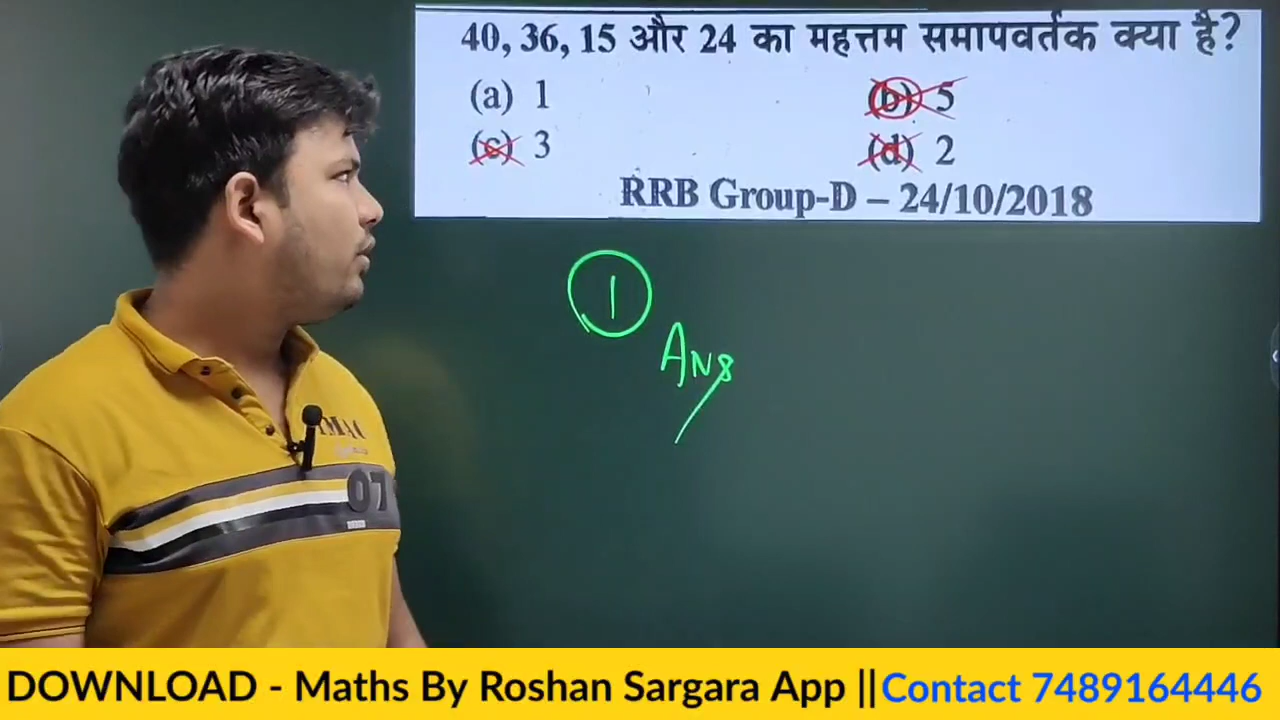 40, 36, 15 और 24 का महत्तम समापवर्तक क्या है?
(a) 1 (b) 5
(c) 3 (d) 2
RRB Group-D – 24/10/2018
1
Ans
07
DOWNLOAD - Maths By Roshan Sargara App || Contact 7489164446